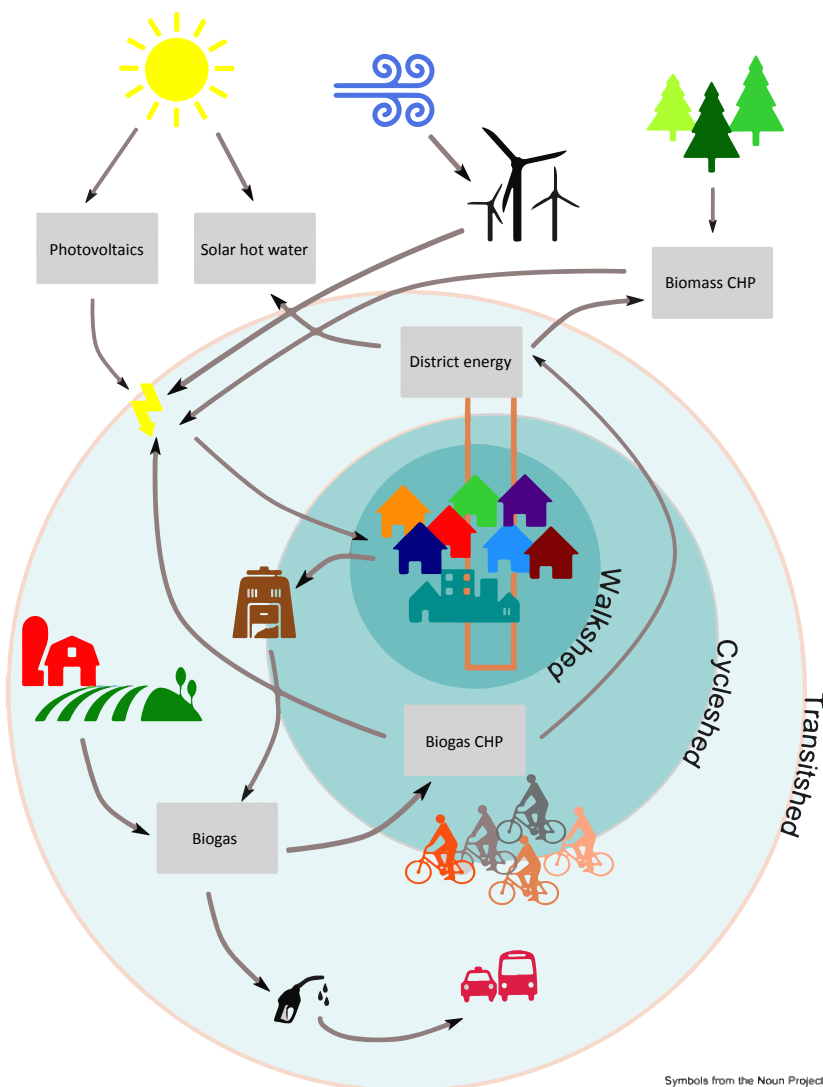 Photovoltaics
Solar hot water
Biomass CHP
District energy
Walkshed
Cycleshed
Transitshed
Biogas CHP
Biogas
Symbols from the Noun Project